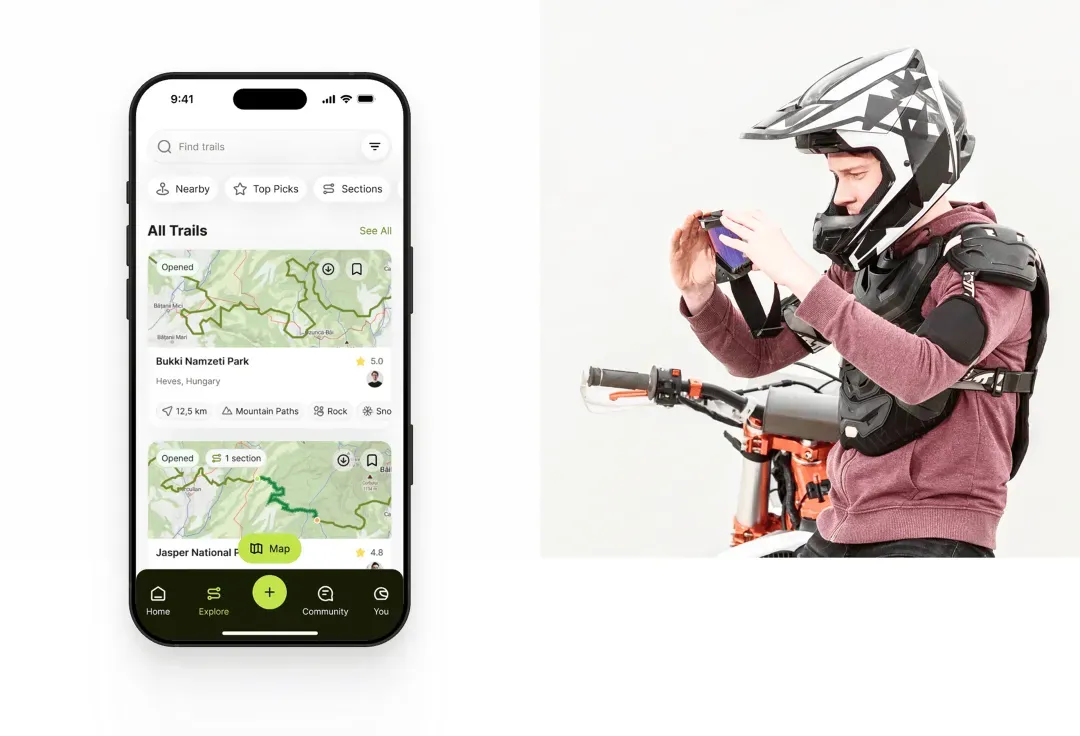 9:41
Find trails
Nearby
Top Picks
Sections
All Trails
See All
Opened
Bățanii Mici
Bățanii Mari
Bukki Namzeti Park
5.0
Heves, Hungary
12,5 km
Mountain Paths
Rock
Sno
Opened
1 section
Jasper National P
4.8
Map
Home
Explore
+
Community
You